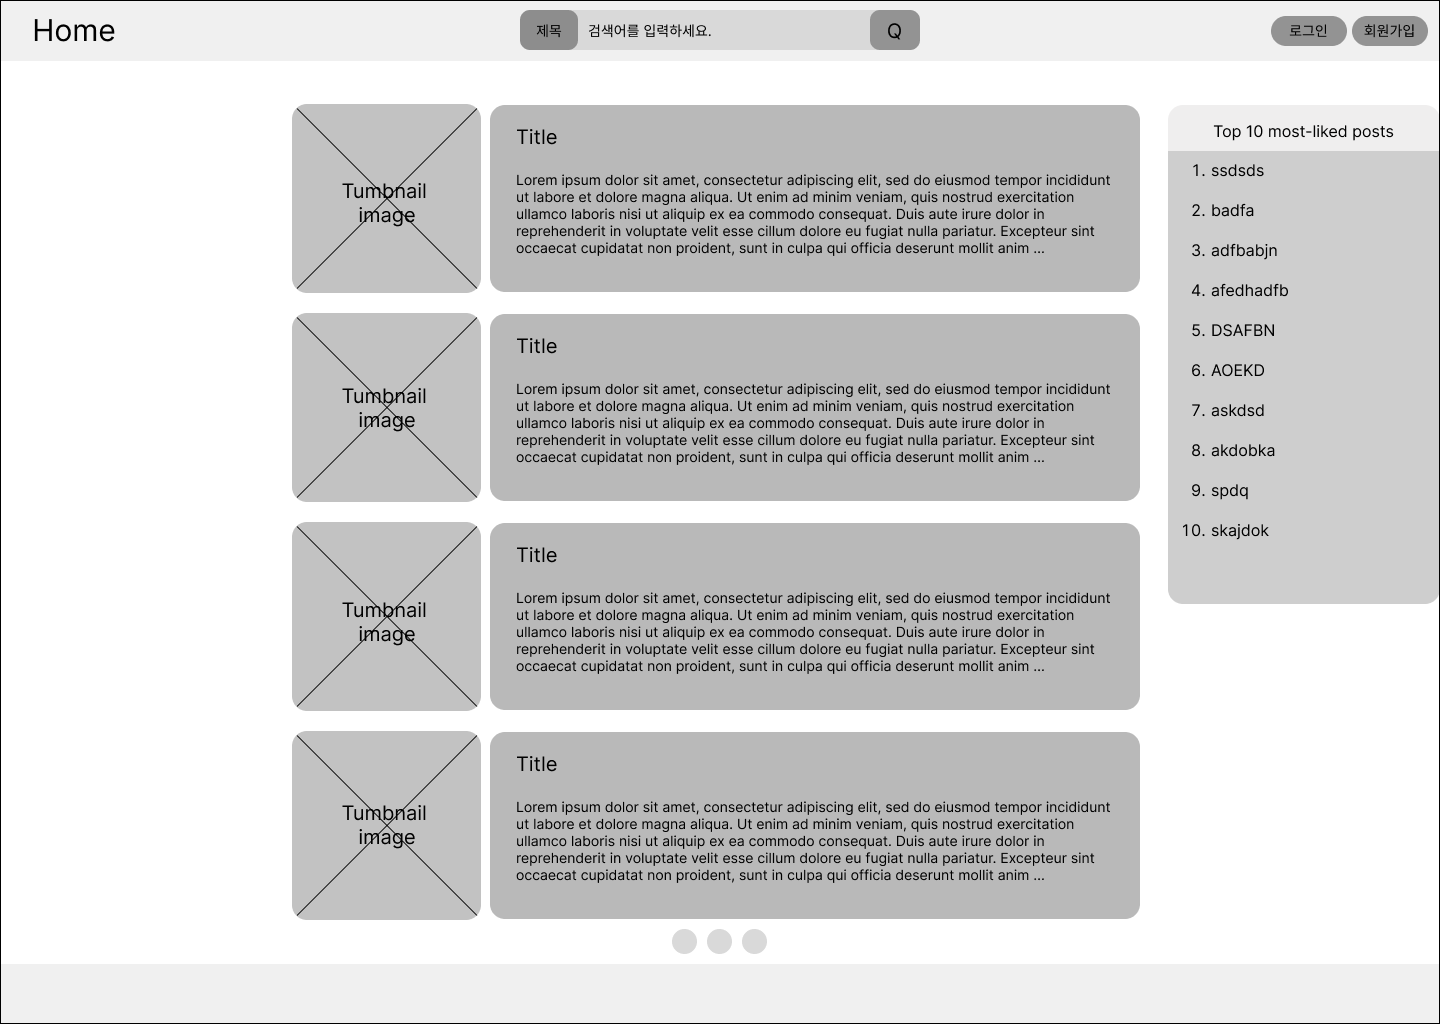 Home
제목
검색어를 입력하세요.
Q
로그인
회원가입
Tumbnail
image
Title
Lorem ipsum dolor sit amet, consectetur adipiscing elit, sed do eiusmod tempor incididunt
ut labore et dolore magna aliqua. Ut enim ad minim veniam, quis nostrud exercitation
ullamco laboris nisi ut aliquip ex ea commodo consequat. Duis aute irure dolor in
reprehenderit in voluptate velit esse cillum dolore eu fugiat nulla pariatur. Excepteur sint
occaecat cupidatat non proident, sunt in culpa qui officia deserunt mollit anim ...
Tumbnail
image
Title
Lorem ipsum dolor sit amet, consectetur adipiscing elit, sed do eiusmod tempor incididunt
ut labore et dolore magna aliqua. Ut enim ad minim veniam, quis nostrud exercitation
ullamco laboris nisi ut aliquip ex ea commodo consequat. Duis aute irure dolor in
reprehenderit in voluptate velit esse cillum dolore eu fugiat nulla pariatur. Excepteur sint
occaecat cupidatat non proident, sunt in culpa qui officia deserunt mollit anim ...
Tumbnail
image
Title
Lorem ipsum dolor sit amet, consectetur adipiscing elit, sed do eiusmod tempor incididunt
ut labore et dolore magna aliqua. Ut enim ad minim veniam, quis nostrud exercitation
ullamco laboris nisi ut aliquip ex ea commodo consequat. Duis aute irure dolor in
reprehenderit in voluptate velit esse cillum dolore eu fugiat nulla pariatur. Excepteur sint
occaecat cupidatat non proident, sunt in culpa qui officia deserunt mollit anim ...
Tumbnail
image
Title
Lorem ipsum dolor sit amet, consectetur adipiscing elit, sed do eiusmod tempor incididunt
ut labore et dolore magna aliqua. Ut enim ad minim veniam, quis nostrud exercitation
ullamco laboris nisi ut aliquip ex ea commodo consequat. Duis aute irure dolor in
reprehenderit in voluptate velit esse cillum dolore eu fugiat nulla pariatur. Excepteur sint
occaecat cupidatat non proident, sunt in culpa qui officia deserunt mollit anim ...
Top 10 most-liked posts
1. ssdsds
2. badfa
3. adfbabjn
4. afedhadfb
5. DSAFBN
6. AOEKD
7. askdsd
8. akdobka
9. spdq
10. skajdok